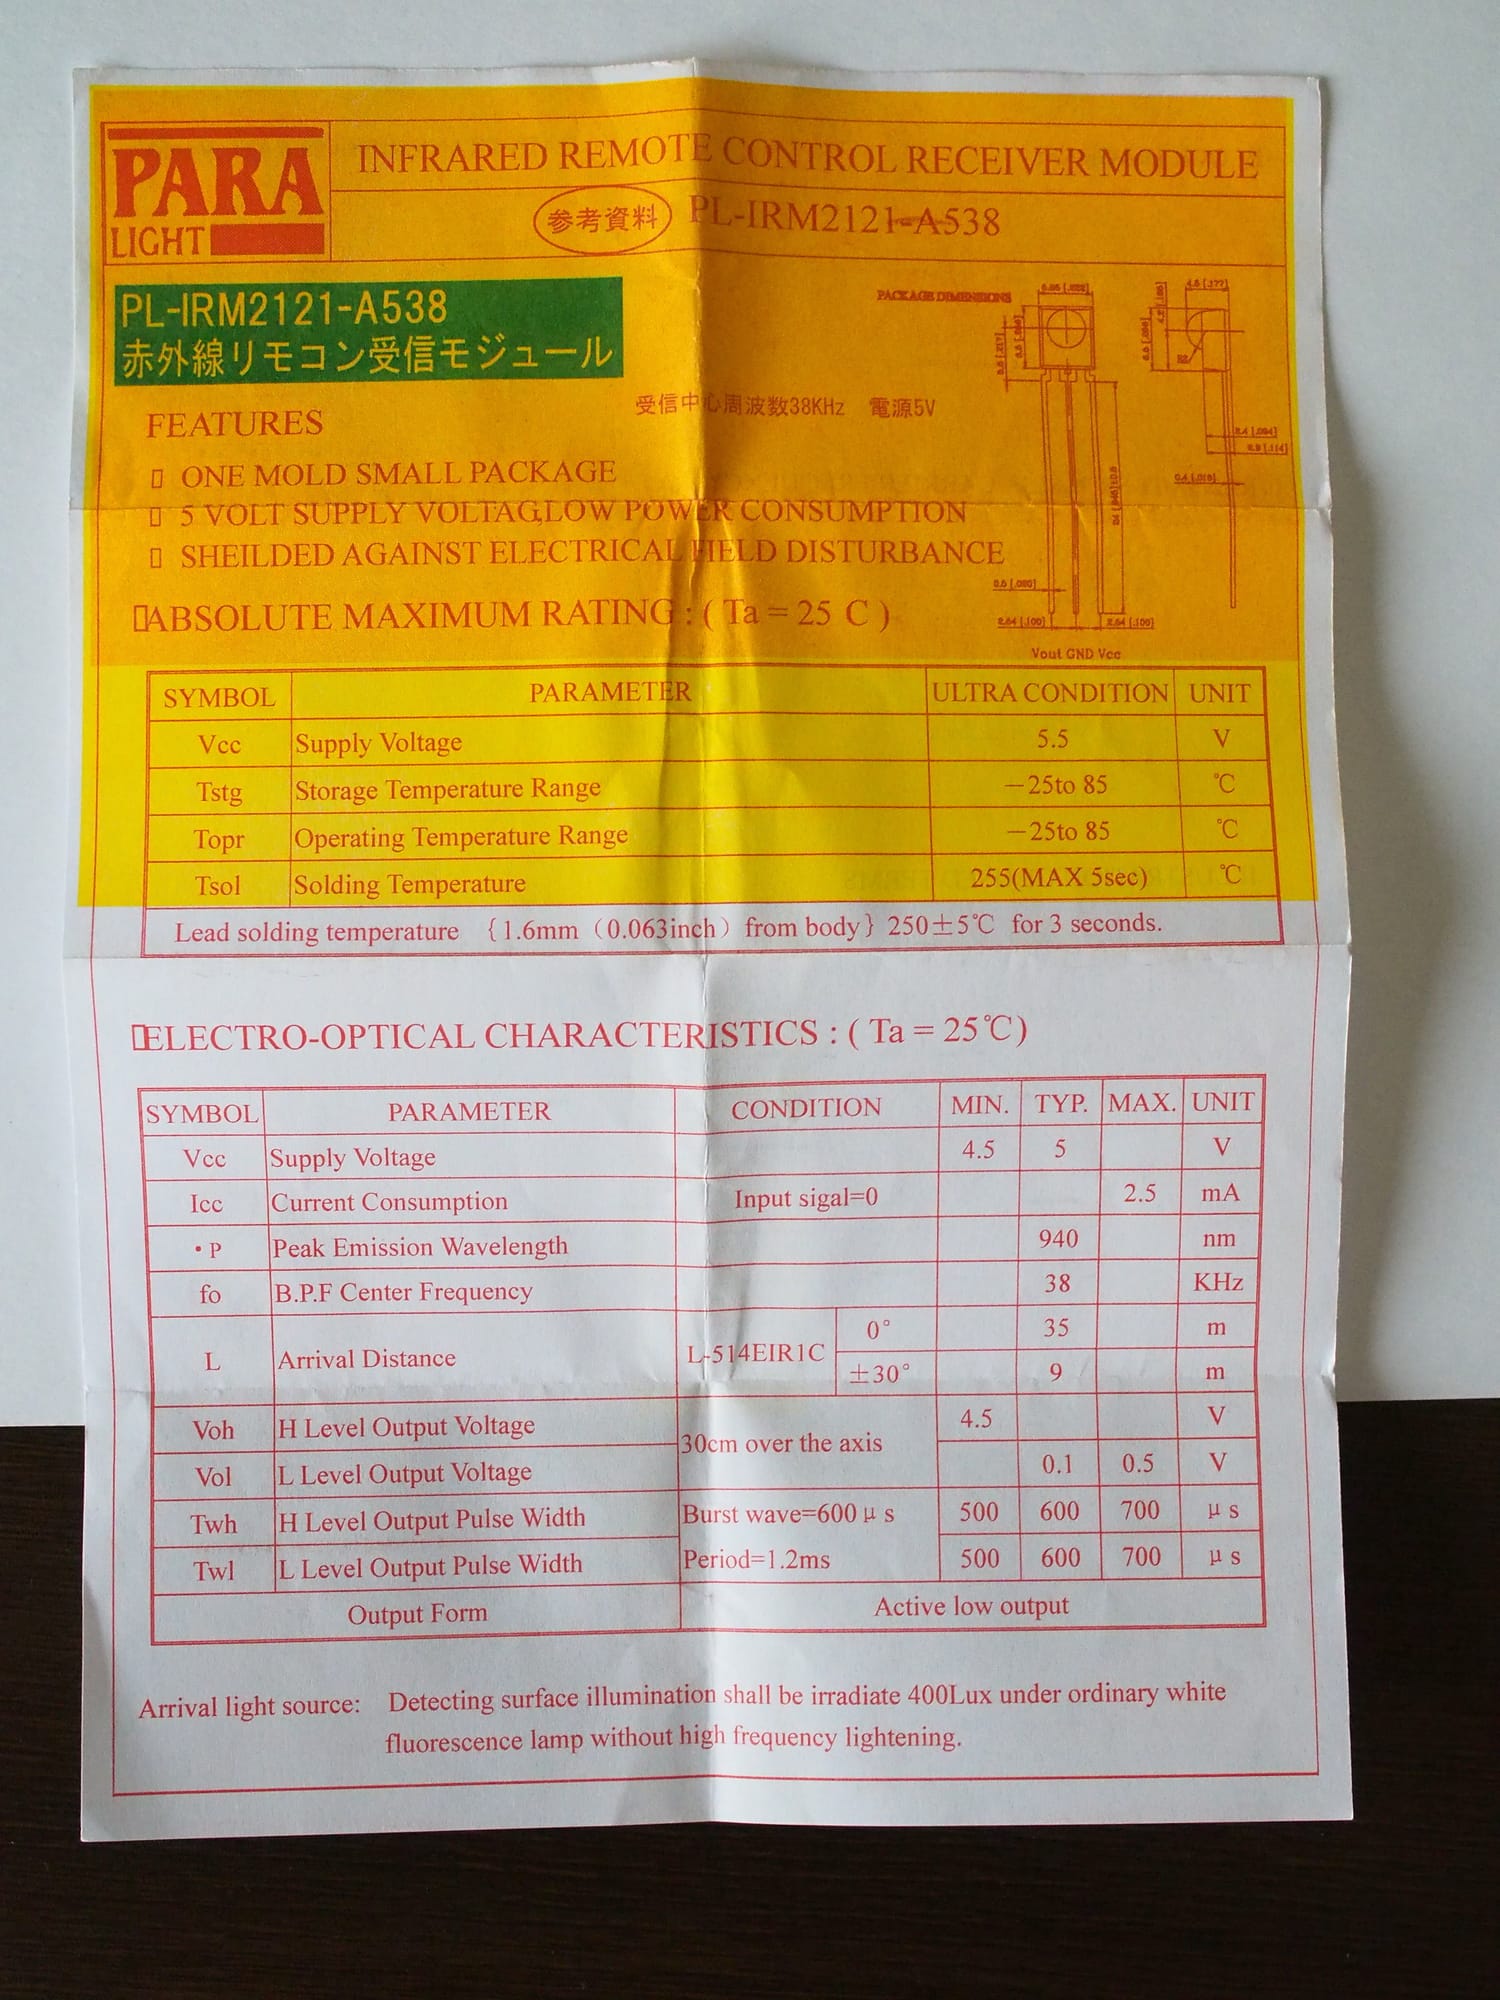 PARA
LIGHT
INFRARED REMOTE CONTROL RECEIVER MODULE
参考資料 PL-IRM2121-A538
PL-IRM2121-A538
赤外線リモコン受信モジュール
受信中心周波数38KHz 電源5V
PACKAGE DIMENSIONS
FEATURES
ONE MOLD SMALL PACKAGE
5 VOLT SUPPLY VOLTAG,LOW POWER CONSUMPTION
SHEILDED AGAINST ELECTRICAL FIELD DISTURBANCE
2.54 [.100] 2.54 [.100]
Vout GND Vcc
ABSOLUTE MAXIMUM RATING : ( Ta = 25 C )
SYMBOL PARAMETER ULTRA CONDITION UNIT
Vcc Supply Voltage 5.5 V
Tstg Storage Temperature Range －25to 85 ℃
Topr Operating Temperature Range －25to 85 ℃
Tsol Solding Temperature 255(MAX 5sec) ℃
Lead solding temperature {1.6mm（0.063inch）from body} 250±5℃ for 3 seconds.
ELECTRO-OPTICAL CHARACTERISTICS : ( Ta = 25℃)
SYMBOL PARAMETER CONDITION MIN. TYP. MAX. UNIT
Vcc Supply Voltage 4.5 5 V
Icc Current Consumption Input sigal=0 2.5 mA
・P Peak Emission Wavelength 940 nm
fo B.P.F Center Frequency 38 KHz
L Arrival Distance L-514EIR1C 0° 35 m
±30° 9 m
Voh H Level Output Voltage 30cm over the axis 4.5 V
Vol L Level Output Voltage 0.1 0.5 V
Twh H Level Output Pulse Width Burst wave=600μs 500 600 700 μs
Twl L Level Output Pulse Width Period=1.2ms 500 600 700 μs
Output Form Active low output
Arrival light source: Detecting surface illumination shall be irradiate 400Lux under ordinary white
fluorescence lamp without high frequency lightening.